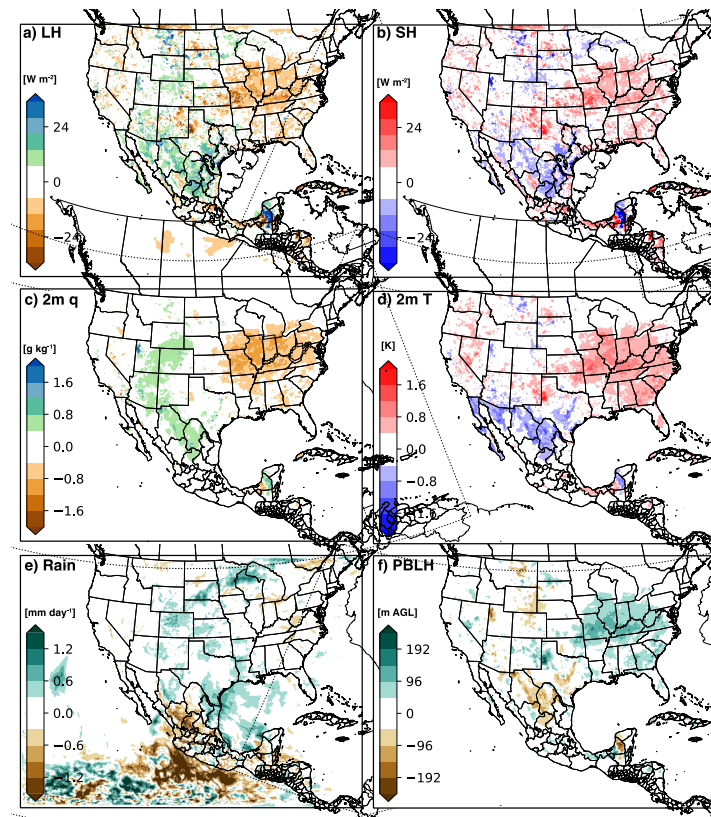 a) LH
[W m⁻²]
24
0
−24
b) SH
[W m⁻²]
24
0
−24
c) 2m q
[g kg⁻¹]
1.6
0.8
0.0
−0.8
−1.6
d) 2m T
[K]
1.6
0.8
0.0
−0.8
e) Rain
[mm day⁻¹]
1.2
0.6
0.0
−0.6
−1.2
f) PBLH
[m AGL]
192
96
0
−96
−192